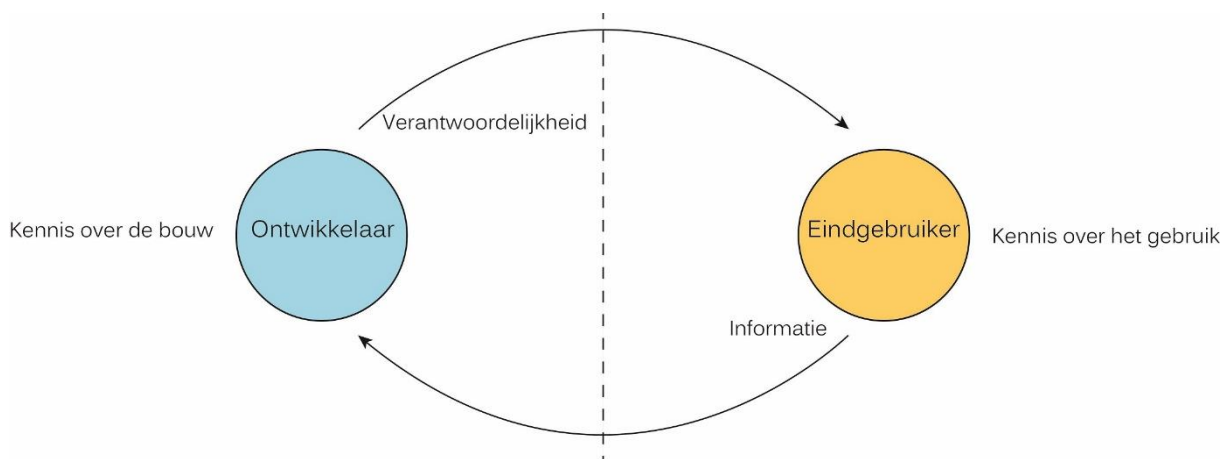 Verantwoordelijkheid
Kennis over de bouw
Ontwikkelaar
Eindgebruiker
Kennis over het gebruik
Informatie